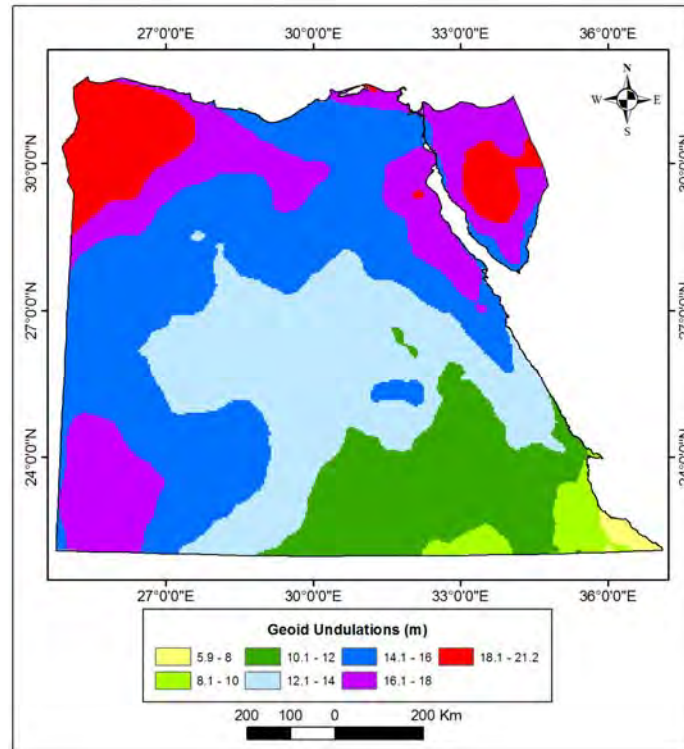 27°0'0"E 30°0'0"E 33°0'0"E 36°0'0"E
N
W E
S
30°0'0"N 30°0'0"N
27°0'0"N 27°0'0"N
24°0'0"N 24°0'0"N
27°0'0"E 30°0'0"E 33°0'0"E 36°0'0"E
Geoid Undulations (m)
5.9 - 8 10.1 - 12 14.1 - 16 18.1 - 21.2
8.1 - 10 12.1 - 14 16.1 - 18
200 100 0 200 Km